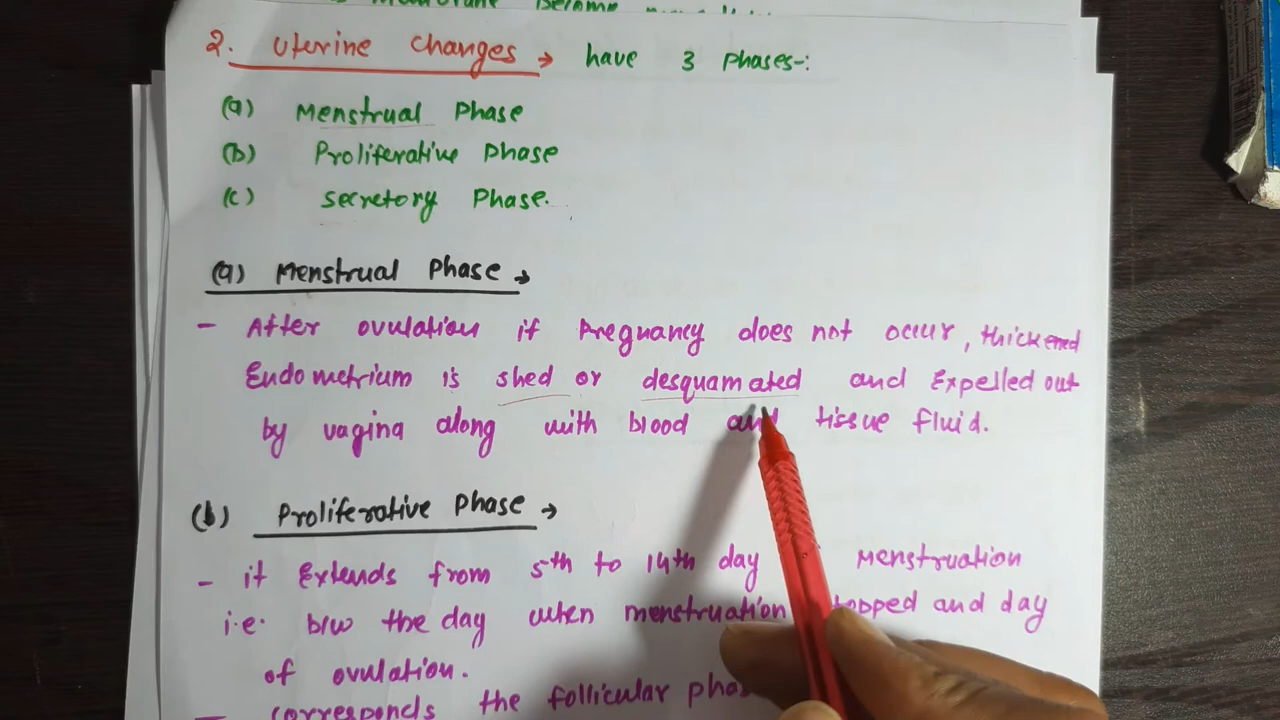 2. Uterine changes → have 3 phases-:
(a) Menstrual Phase
(b) Proliferative Phase
(c) secretory Phase.
(a) Menstrual Phase →
- After ovulation if Pregnancy does not occur, thickened
Endometrium is shed or desquamated and Expelled out
by vagina along with blood and tissue fluid.
(b) Proliferative Phase →
- it Extends from 5th to 14th day Menstruation
i.e. b/w the day when menstruation stopped and day
of ovulation.
- corresponds the follicular